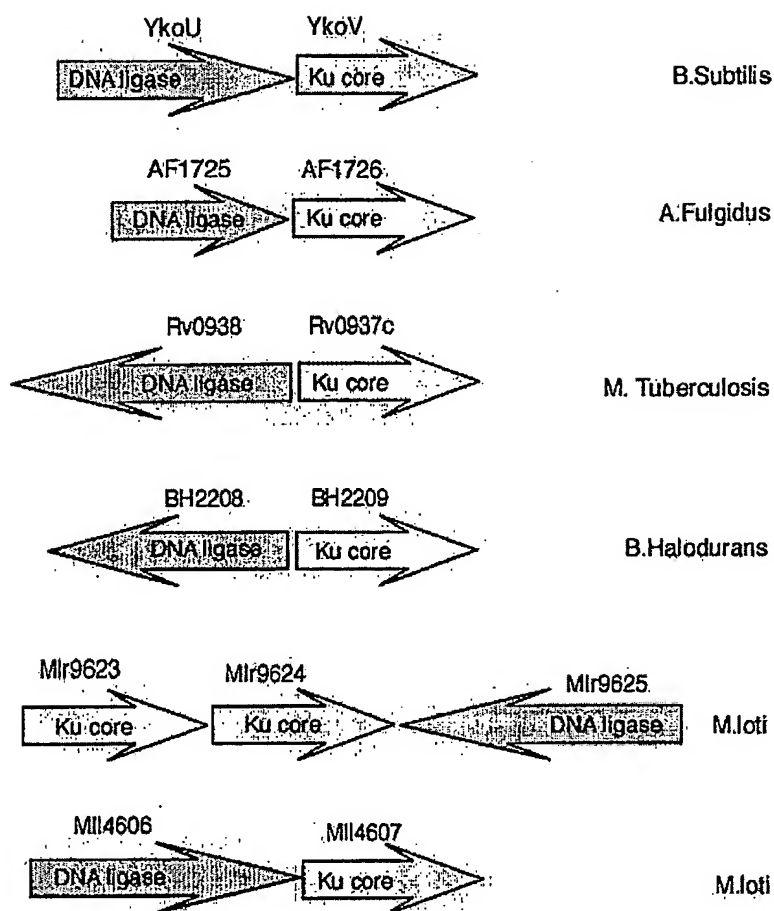 YkoU YkoV
DNA ligase Ku core B.Subtilis
AF1725 AF1726
DNA ligase Ku core A.Fulgidus
Rv0938 Rv0937c
DNA ligase Ku core M. Tuberculosis
BH2208 BH2209
DNA ligase Ku core B.Halodurans
Mlr9623 Mlr9624 Mlr9625
Ku core Ku core DNA ligase M.loti
Mll4606 Mll4607
DNA ligase Ku core M.loti